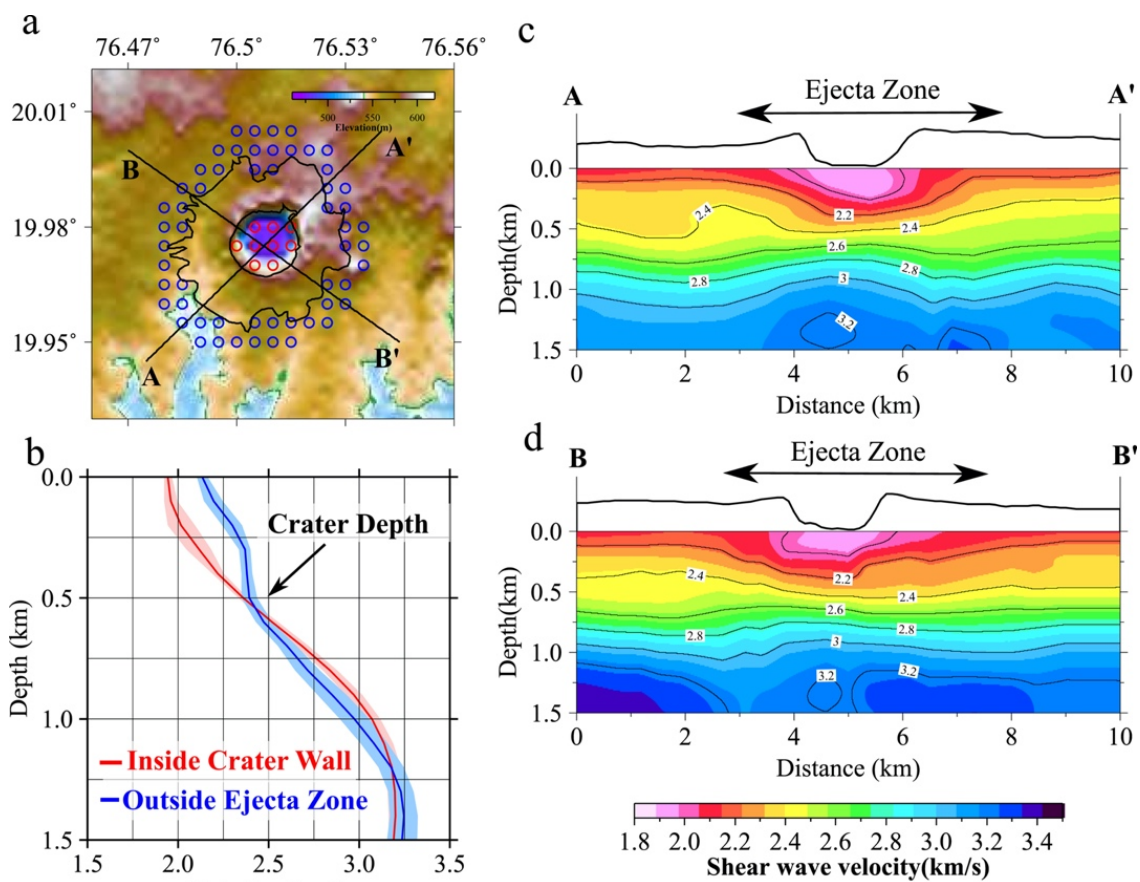 a
76.47° 76.5° 76.53° 76.56°
20.01°
19.98°
19.95°
500 550 600
Elevation(m)
B
A'
A
B'
b
0.0
0.5
1.0
1.5
Depth (km)
Crater Depth
Inside Crater Wall
Outside Ejecta Zone
1.5 2.0 2.5 3.0 3.5
c
Ejecta Zone
A A'
0.0
0.5
1.0
1.5
Depth(km)
2.4
2.2
2.4
2.6
2.8
2.8
3
3.2
0 2 4 6 8 10
Distance (km)
d
Ejecta Zone
B B'
0.0
0.5
1.0
1.5
Depth(km)
2.4
2.2
2.4
2.6
2.8
2.8
3
3.2
3.2
0 2 4 6 8 10
Distance (km)
1.8 2.0 2.2 2.4 2.6 2.8 3.0 3.2 3.4
Shear wave velocity(km/s)